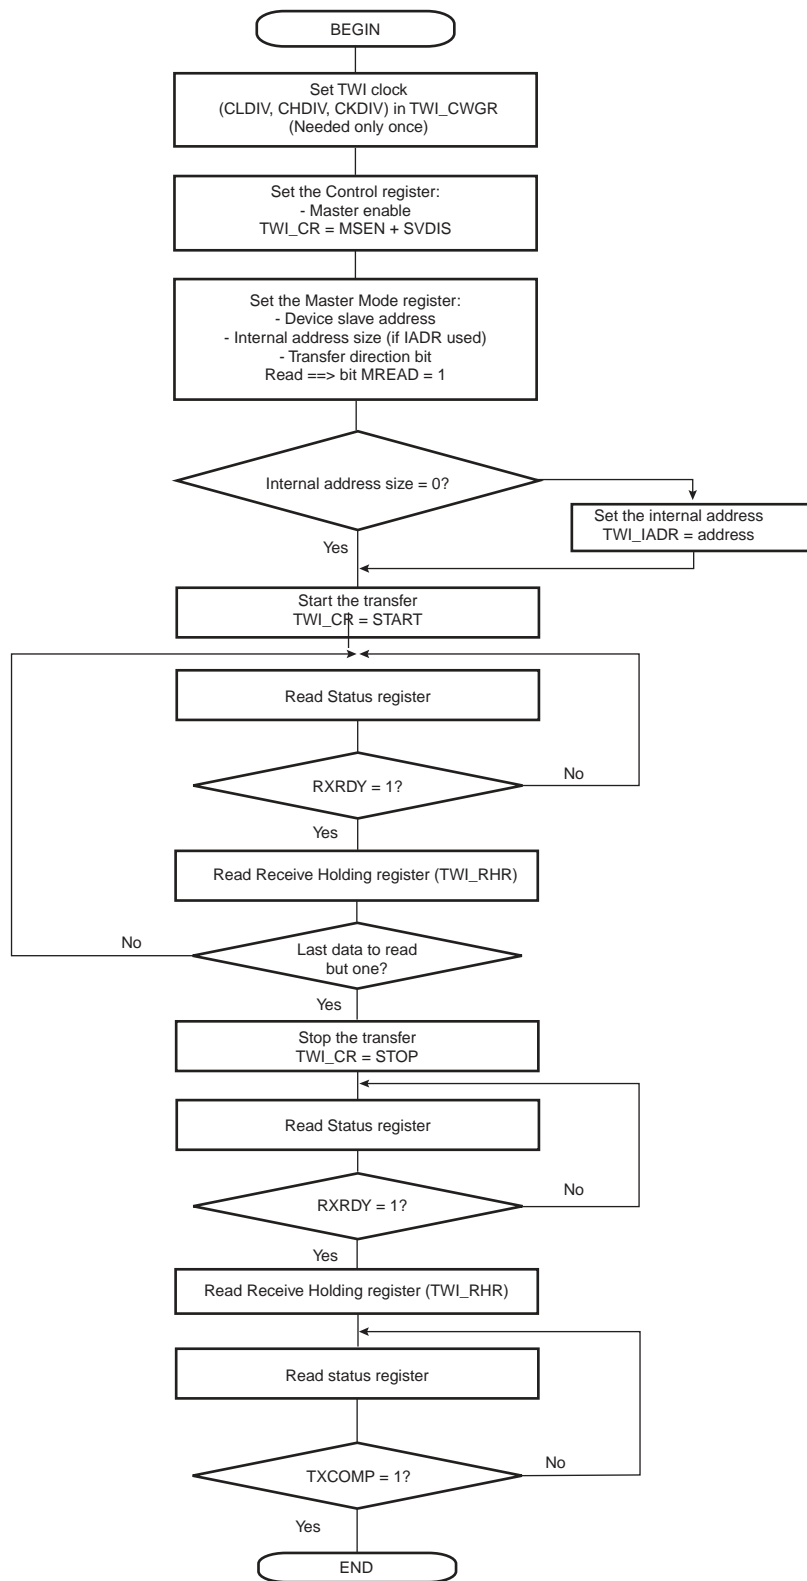 BEGIN
Set TWI clock
(CLDIV, CHDIV, CKDIV) in TWI_CWGR
(Needed only once)
Set the Control register:
- Master enable
TWI_CR = MSEN + SVDIS
Set the Master Mode register:
- Device slave address
- Internal address size (if IADR used)
- Transfer direction bit
Read ==> bit MREAD = 1
Internal address size = 0?
Set the internal address
TWI_IADR = address
Yes
Start the transfer
TWI_CR = START
Read Status register
RXRDY = 1?
No
Yes
Read Receive Holding register (TWI_RHR)
No
Last data to read
but one?
Yes
Stop the transfer
TWI_CR = STOP
Read Status register
RXRDY = 1?
No
Yes
Read Receive Holding register (TWI_RHR)
Read status register
TXCOMP = 1?
No
Yes
END